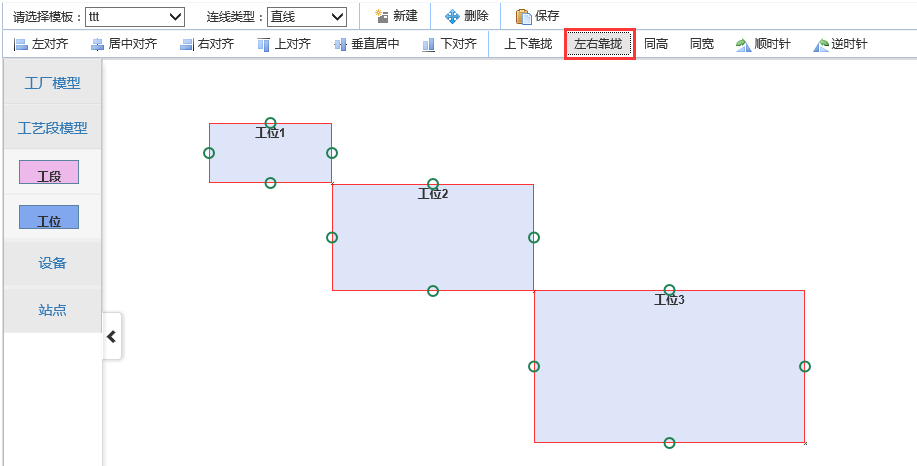 请选择模板： ttt 连线类型： 直线 新建 删除 保存
左对齐 居中对齐 右对齐 上对齐 垂直居中 下对齐 上下靠拢 左右靠拢 同高 同宽 顺时针 逆时针
工厂模型
工艺段模型
工段
工位
设备
站点
工位1
工位2
工位3